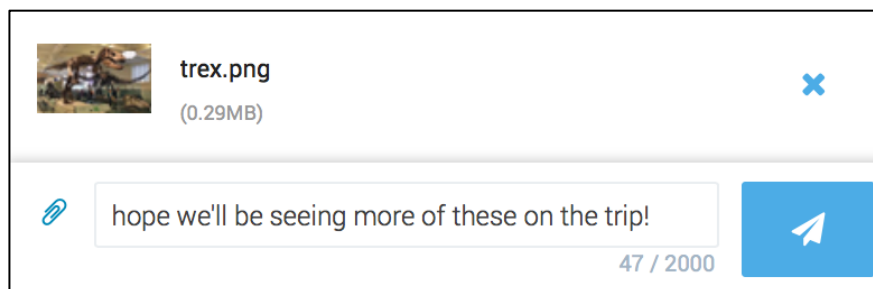 trex.png
(0.29MB)
hope we'll be seeing more of these on the trip!
47 / 2000